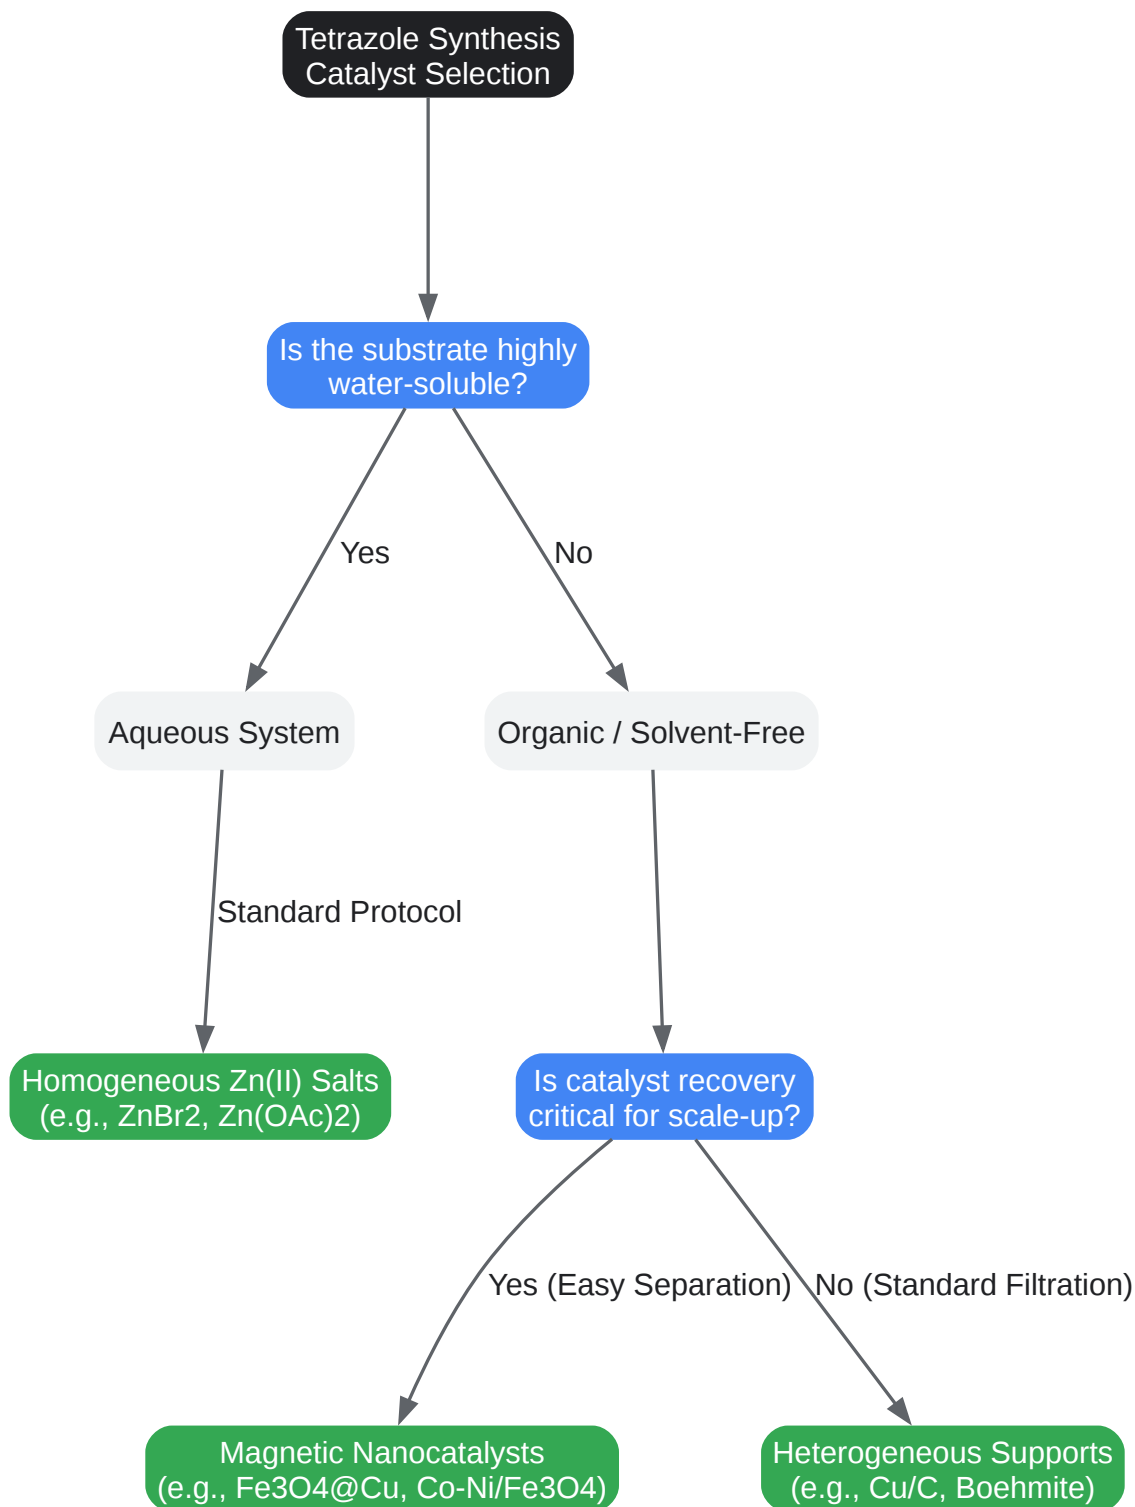 Tetrazole Synthesis
Catalyst Selection
Is the substrate highly
water-soluble?
Yes
No
Aqueous System
Organic / Solvent-Free
Standard Protocol
Homogeneous Zn(II) Salts
(e.g., ZnBr2, Zn(OAc)2)
Is catalyst recovery
critical for scale-up?
Yes (Easy Separation)
No (Standard Filtration)
Magnetic Nanocatalysts
(e.g., Fe3O4@Cu, Co-Ni/Fe3O4)
Heterogeneous Supports
(e.g., Cu/C, Boehmite)